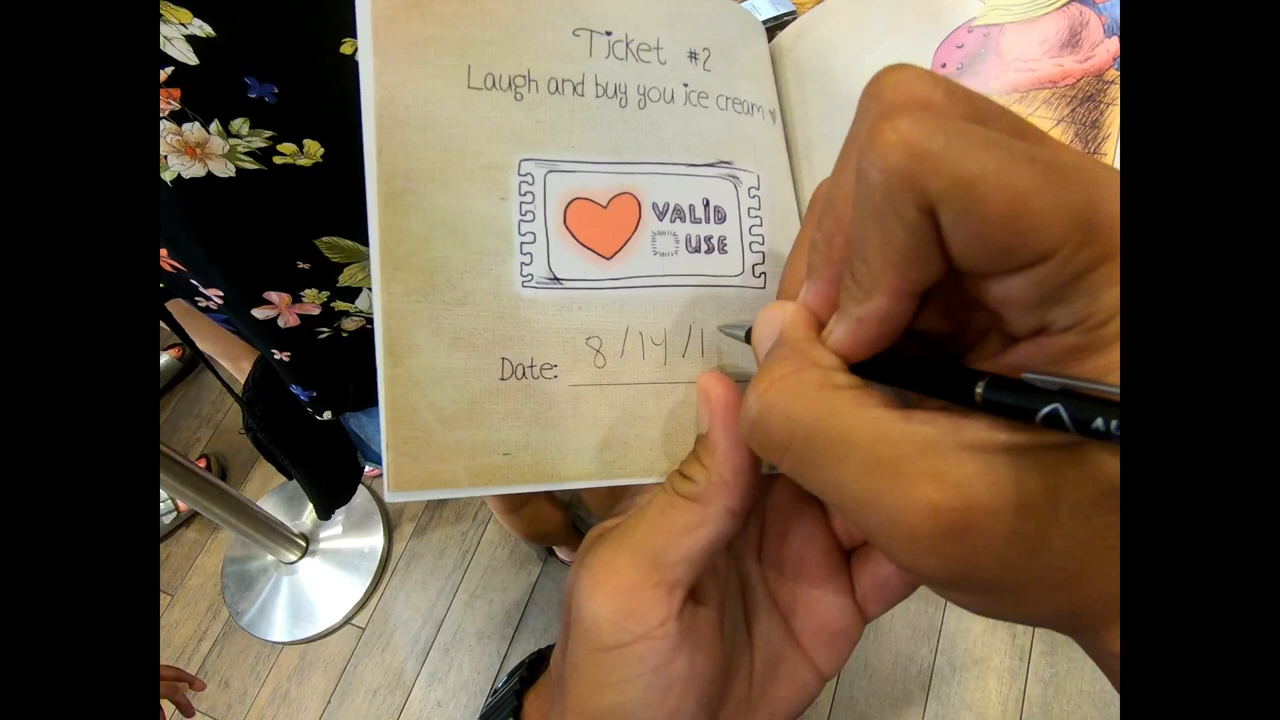 Ticket #2
Laugh and buy you ice cream
VALiD
USE
Date: 8/14/1